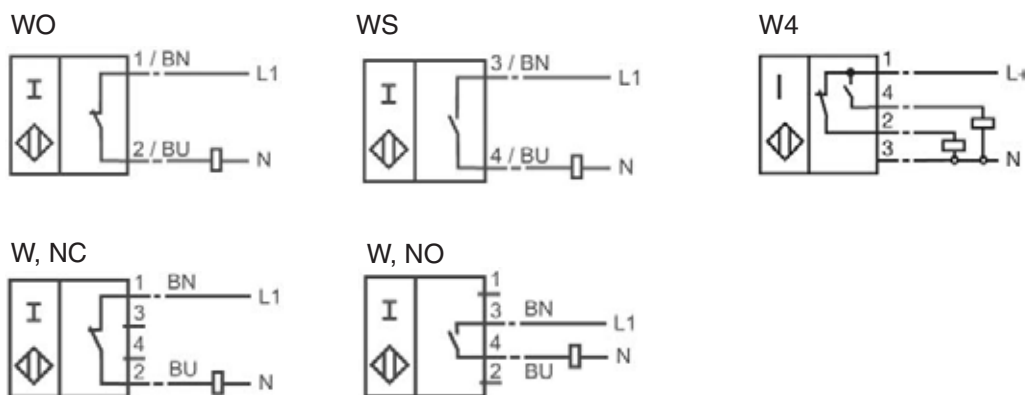 WO
I
1 / BN
L1
2 / BU
N
WS
I
3 / BN
L1
4 / BU
N
W4
I
1
L+
4
2
3
N
W, NC
I
1 BN
L1
3
4
2 BU
N
W, NO
I
1
3 BN
L1
4
N
2 BU